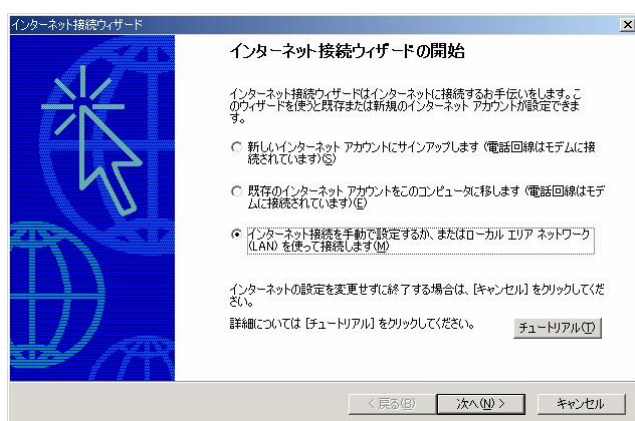 インターネット接続ウィザード
インターネット接続ウィザードの開始
インターネット接続ウィザードはインターネットに接続するお手伝いをします。こ
のウィザードを使うと既存または新規のインターネット アカウントが設定できま
す。
新しいインターネット アカウントにサインアップします (電話回線はモデムに接
続されています)(S)
既存のインターネット アカウントをこのコンピュータに移します (電話回線はモデ
ムに接続されています)(E)
インターネット接続を手動で設定するか、またはローカル エリア ネットワーク
(LAN) を使って接続します(M)
インターネットの設定を変更せずに終了する場合は、[キャンセル] をクリックしてくだ
さい。
詳細については [チュートリアル] をクリックしてください。
チュートリアル(T)
< 戻る(B)
次へ(N) >
キャンセル